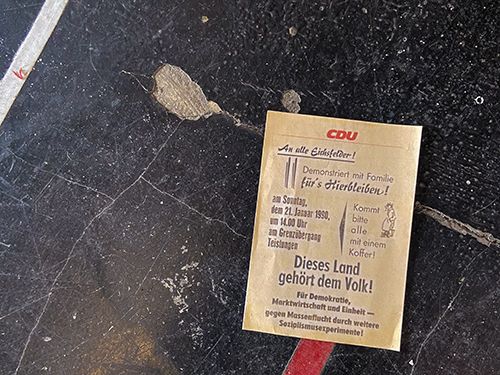 CDU
An alle Eichsfelder!
Demonstriert mit Familie
für's Hierbleiben!
am Sonntag,
dem 21. Januar 1990,
um 14.00 Uhr
am Grenzübergang
Teistungen
Kommt
bitte
alle
mit einem
Koffer!
Dieses Land
gehört dem Volk!
Für Demokratie,
Marktwirtschaft und Einheit —
gegen Massenflucht durch weitere
Sozialismusexperimente!